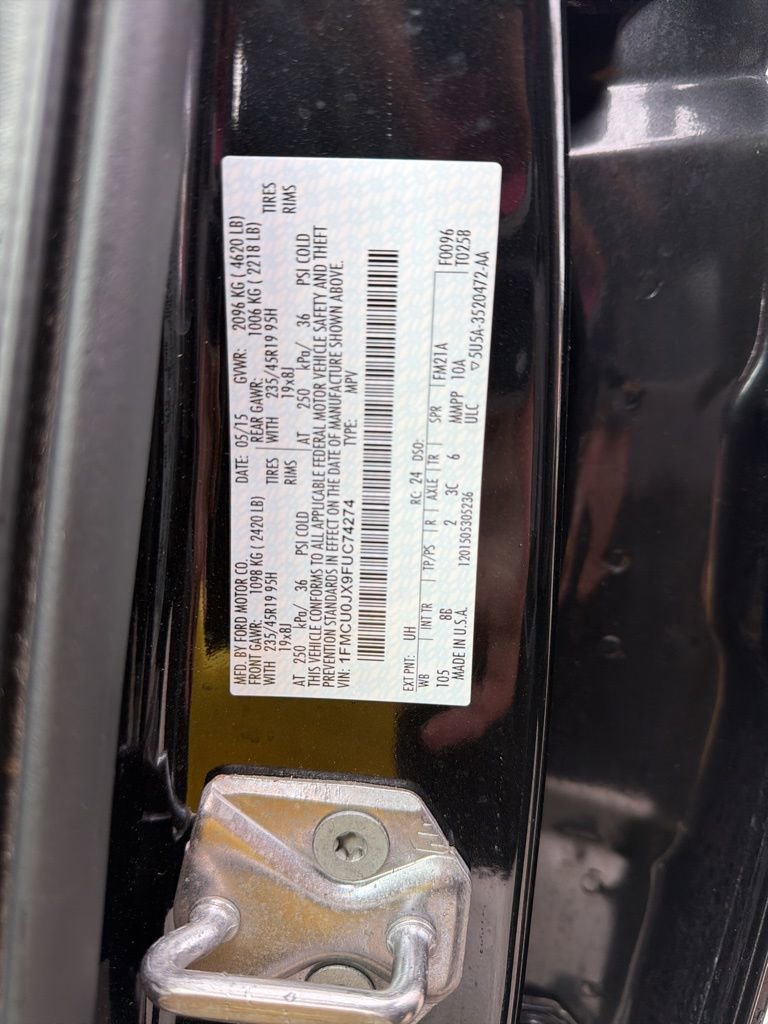 MFD. BY FORD MOTOR CO.
DATE: 05/15 GVWR: 2096 KG ( 4620 LB)
FRONT GAWR: 1098 KG (2420 LB) REAR GAWR: 1006 KG ( 2218 LB)
WITH 235/45R19 95H TIRES WITH 235/45R19 95H TIRES
19x8J RIMS 19x8J RIMS
AT 250 kPa/ 36 PSI COLD AT 250 kPa/ 36 PSI COLD
THIS VEHICLE CONFORMS TO ALL APPLICABLE FEDERAL MOTOR VEHICLE SAFETY AND THEFT
PREVENTION STANDARDS IN EFFECT ON THE DATE OF MANUFACTURE SHOWN ABOVE.
VIN: 1FMCU0JX9FUC74274 TYPE: MPV
EXT PNT: UH RC: 24 DSO: F0096
WB INT TR TP/PS R AXLE TR SPR FM21A T0258
105 8B 2 3C 6 MMPP 10A
MADE IN U.S.A. 1201505305236 ULC ▽5U5A-3520472-AA